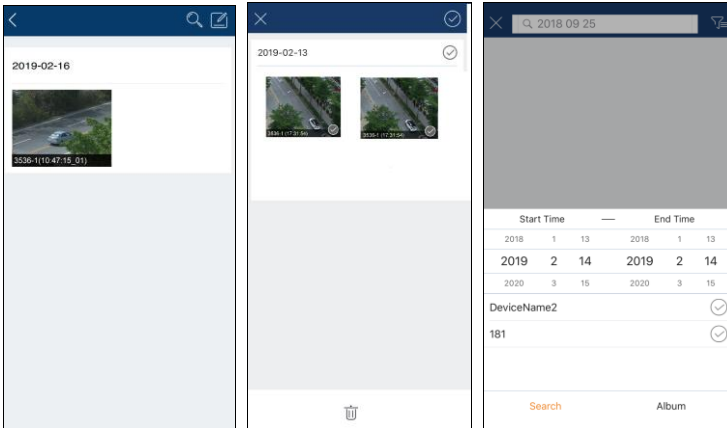 2019-02-16
3536-1(10:47:15_01)
2019-02-13
3536-1 (17:31:54)
3536-1 (17:31:54)
2018 09 25
Start Time — End Time
2018 1 13 2018 1 13
2019 2 14 2019 2 14
2020 3 15 2020 3 15
DeviceName2
181
Search Album